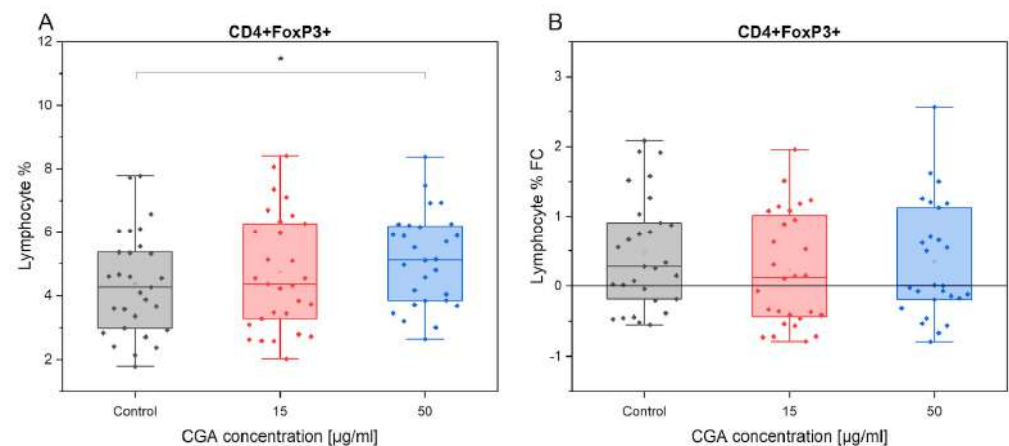 A
CD4+FoxP3+
12
10
8
6
4
2
*
Lymphocyte %
Control
15
50
CGA concentration [µg/ml]
B
CD4+FoxP3+
3
2
1
0
-1
Lymphocyte % FC
Control
15
50
CGA concentration [µg/ml]